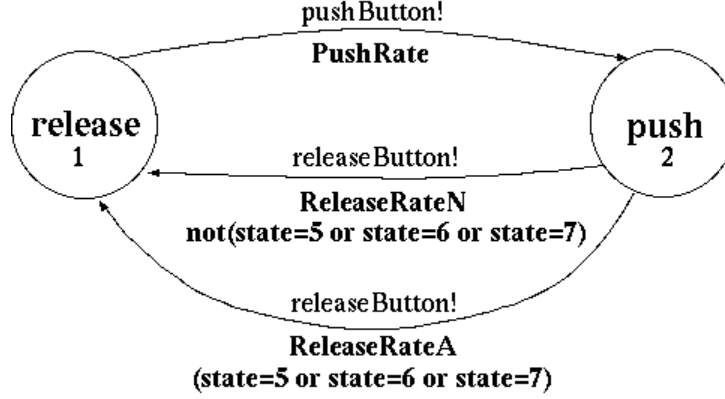 pushButton!
PushRate
release
1
push
2
releaseButton!
ReleaseRateN
not(state=5 or state=6 or state=7)
releaseButton!
ReleaseRateA
(state=5 or state=6 or state=7)